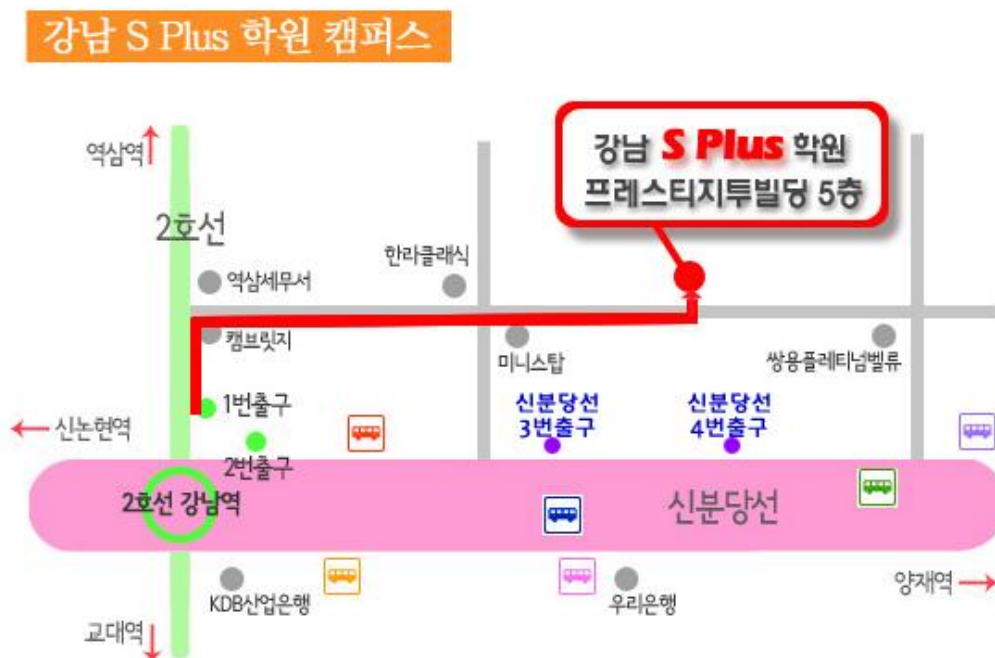 강남 S Plus 학원 캠퍼스
강남 S Plus 학원
프레스티지투빌딩 5층
역삼역
2호선
한라클래식
역삼세무서
캠브릿지
미니스탑
쌍용플레티넘벨류
1번출구
신분당선
3번출구
신분당선
4번출구
신논현역
2번출구
2호선 강남역
신분당선
KDB산업은행
우리은행
양재역
교대역